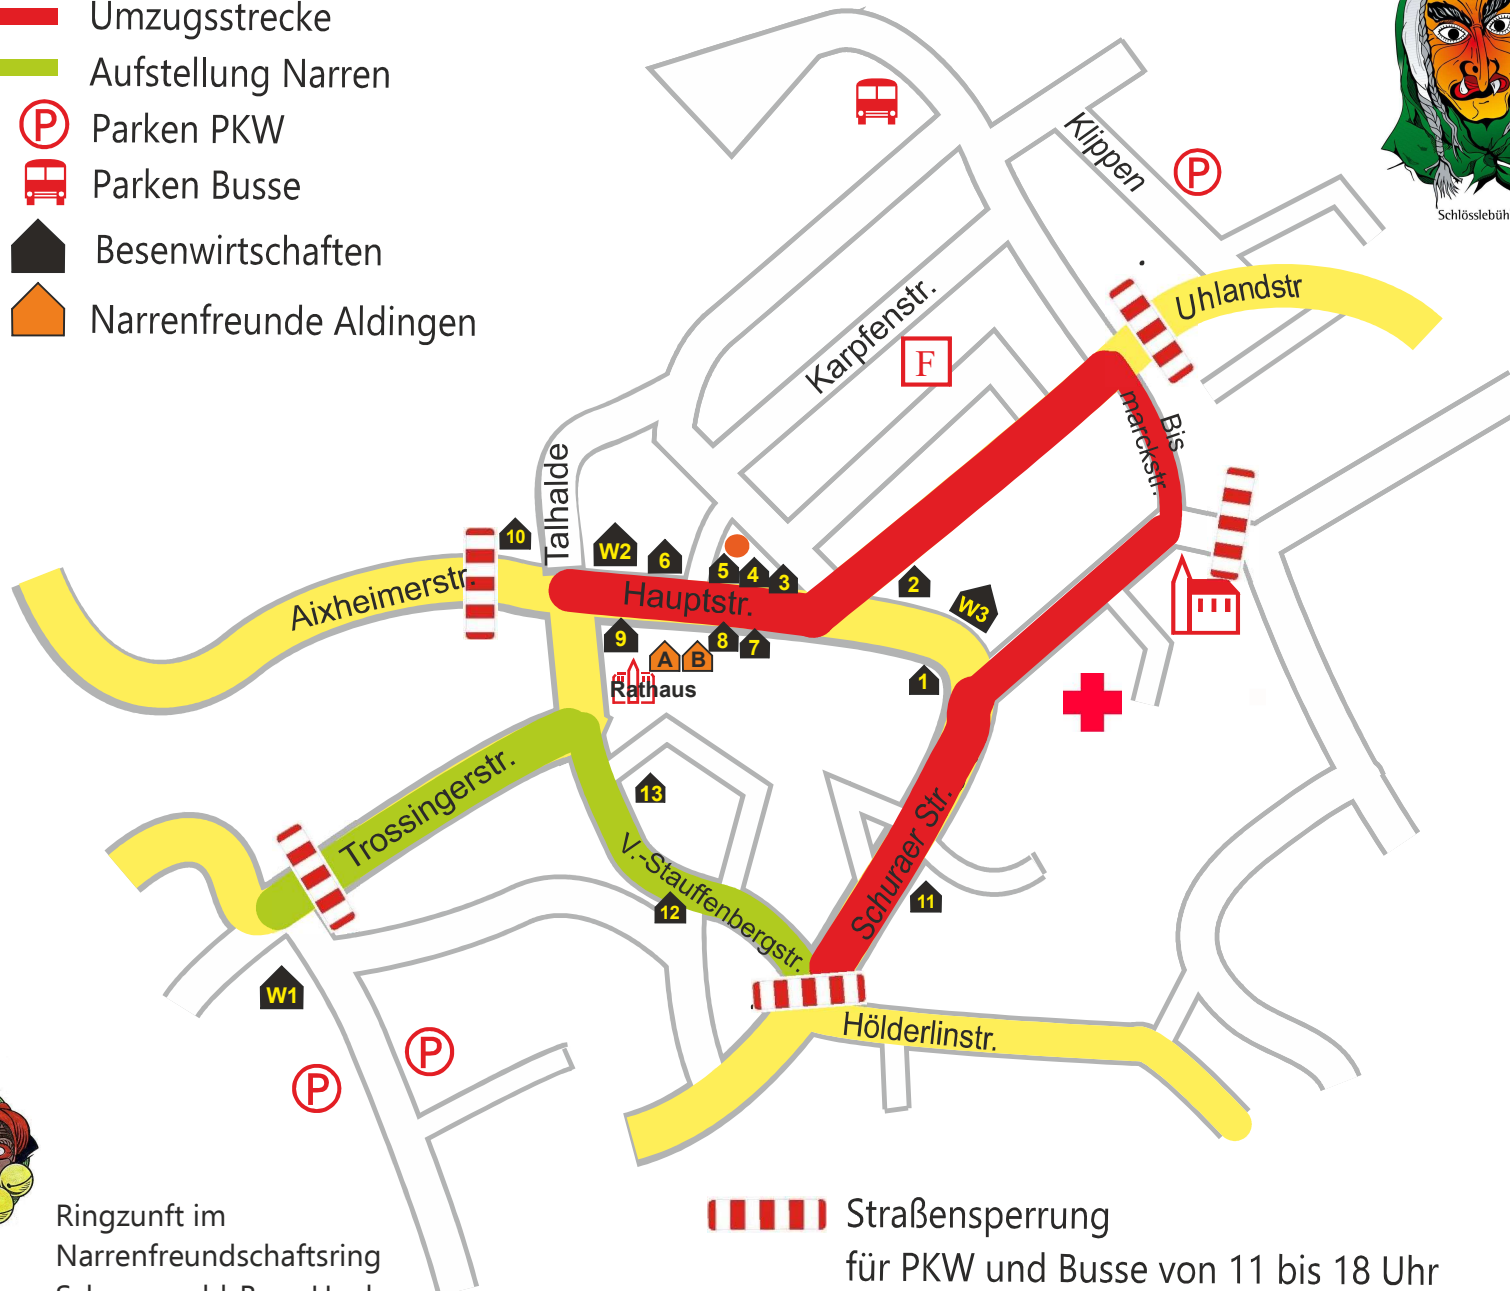 Umzugsstrecke
Aufstellung Narren
P Parken PKW
Parken Busse
Besenwirtschaften
Narrenfreunde Aldingen
Schlösslebüh
Klippen
P
Uhlandstr
Karpfenstr.
F
Bis
marckstr.
Talhalde
10
W2
6
5
4
3
2
W3
Aixheimerstr.
Hauptstr.
9
8
7
A
B
Rathaus
1
Trossingerstr.
13
V.-Stauffenbergstr.
12
Schuraer Str.
11
W1
Hölderlinstr.
P
P
Ringzunft im
Narrenfreundschaftsring
Straßensperrung
für PKW und Busse von 11 bis 18 Uhr